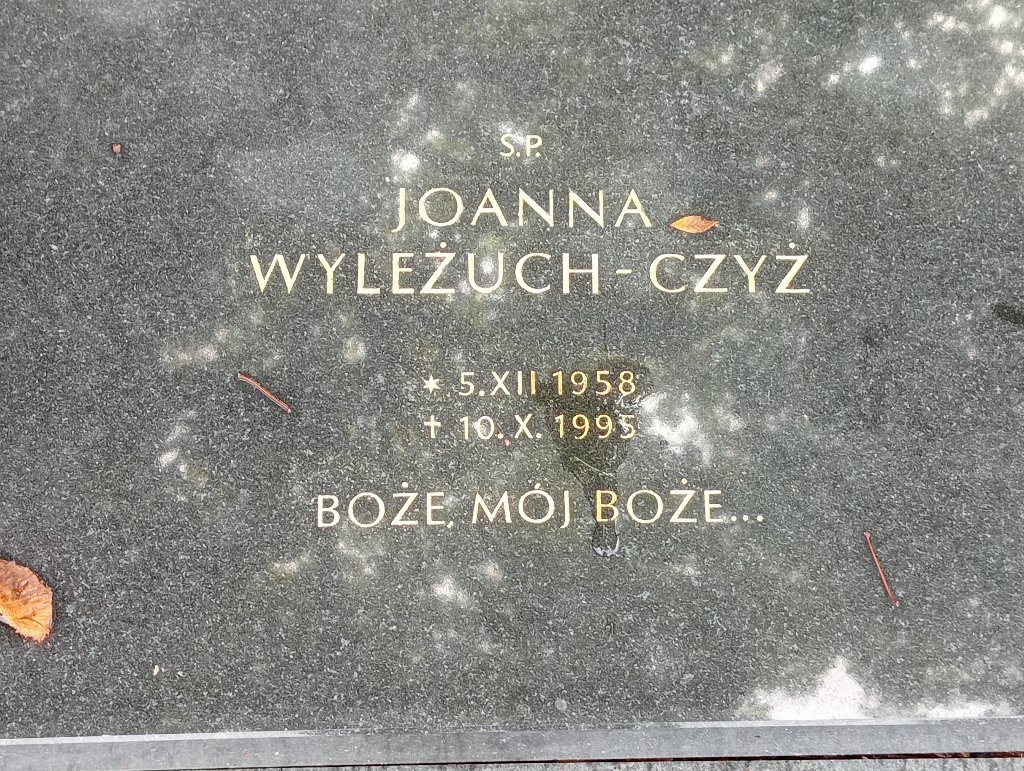 Ś.P.
JOANNA
WYLEŻUCH-CZYŻ
✶ 5.XII 1958
† 10.X.1995
BOŻE, MÓJ BOŻE...